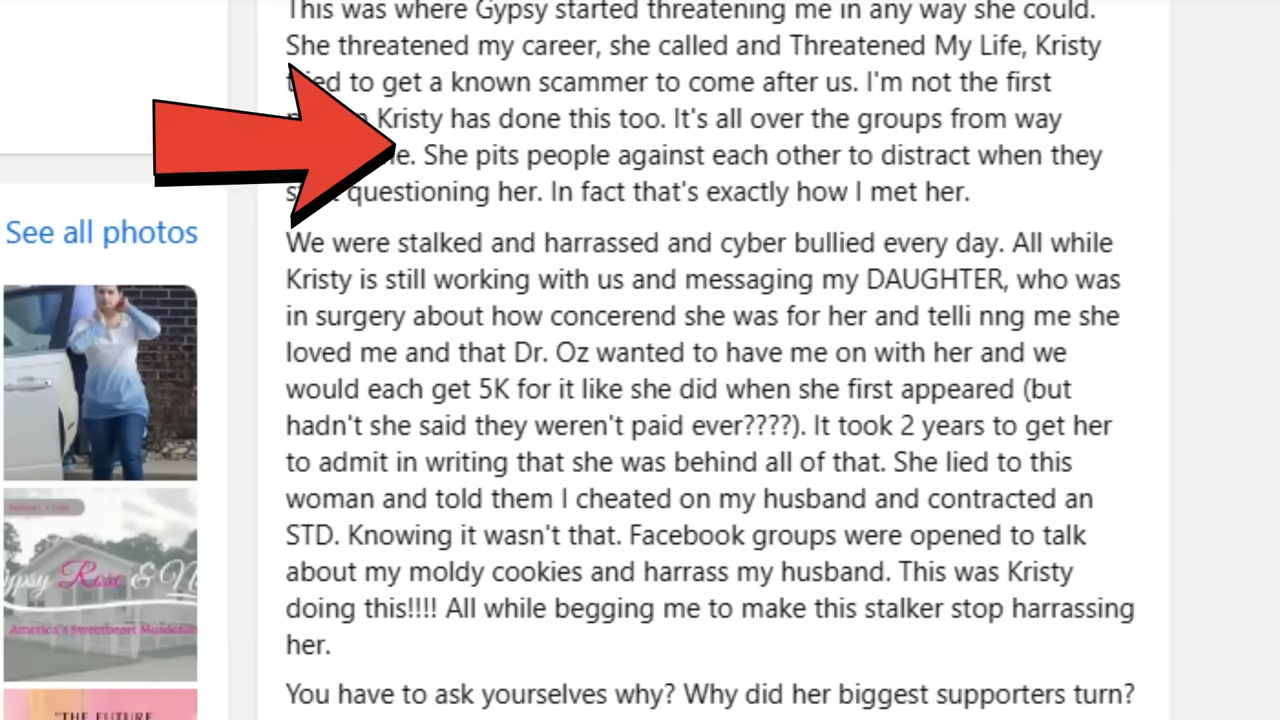 This was where Gypsy started threatening me in any way she could.
She threatened my career, she called and Threatened My Life, Kristy
to get a known scammer to come after us. I'm not the first
Kristy has done this too. It's all over the groups from way
She pits people against each other to distract when they
questioning her. In fact that's exactly how I met her.
We were stalked and harrassed and cyber bullied every day. All while
Kristy is still working with us and messaging my DAUGHTER, who was
in surgery about how concerend she was for her and telli nng me she
loved me and that Dr. Oz wanted to have me on with her and we
would each get 5K for it like she did when she first appeared (but
hadn't she said they weren't paid ever????). It took 2 years to get her
to admit in writing that she was behind all of that. She lied to this
woman and told them I cheated on my husband and contracted an
STD. Knowing it wasn't that. Facebook groups were opened to talk
about my moldy cookies and harrass my husband. This was Kristy
doing this!!!! All while begging me to make this stalker stop harrassing
her.
You have to ask yourselves why? Why did her biggest supporters turn?
See all photos
Rose &
America's Sweetheart
"THE FUTURE